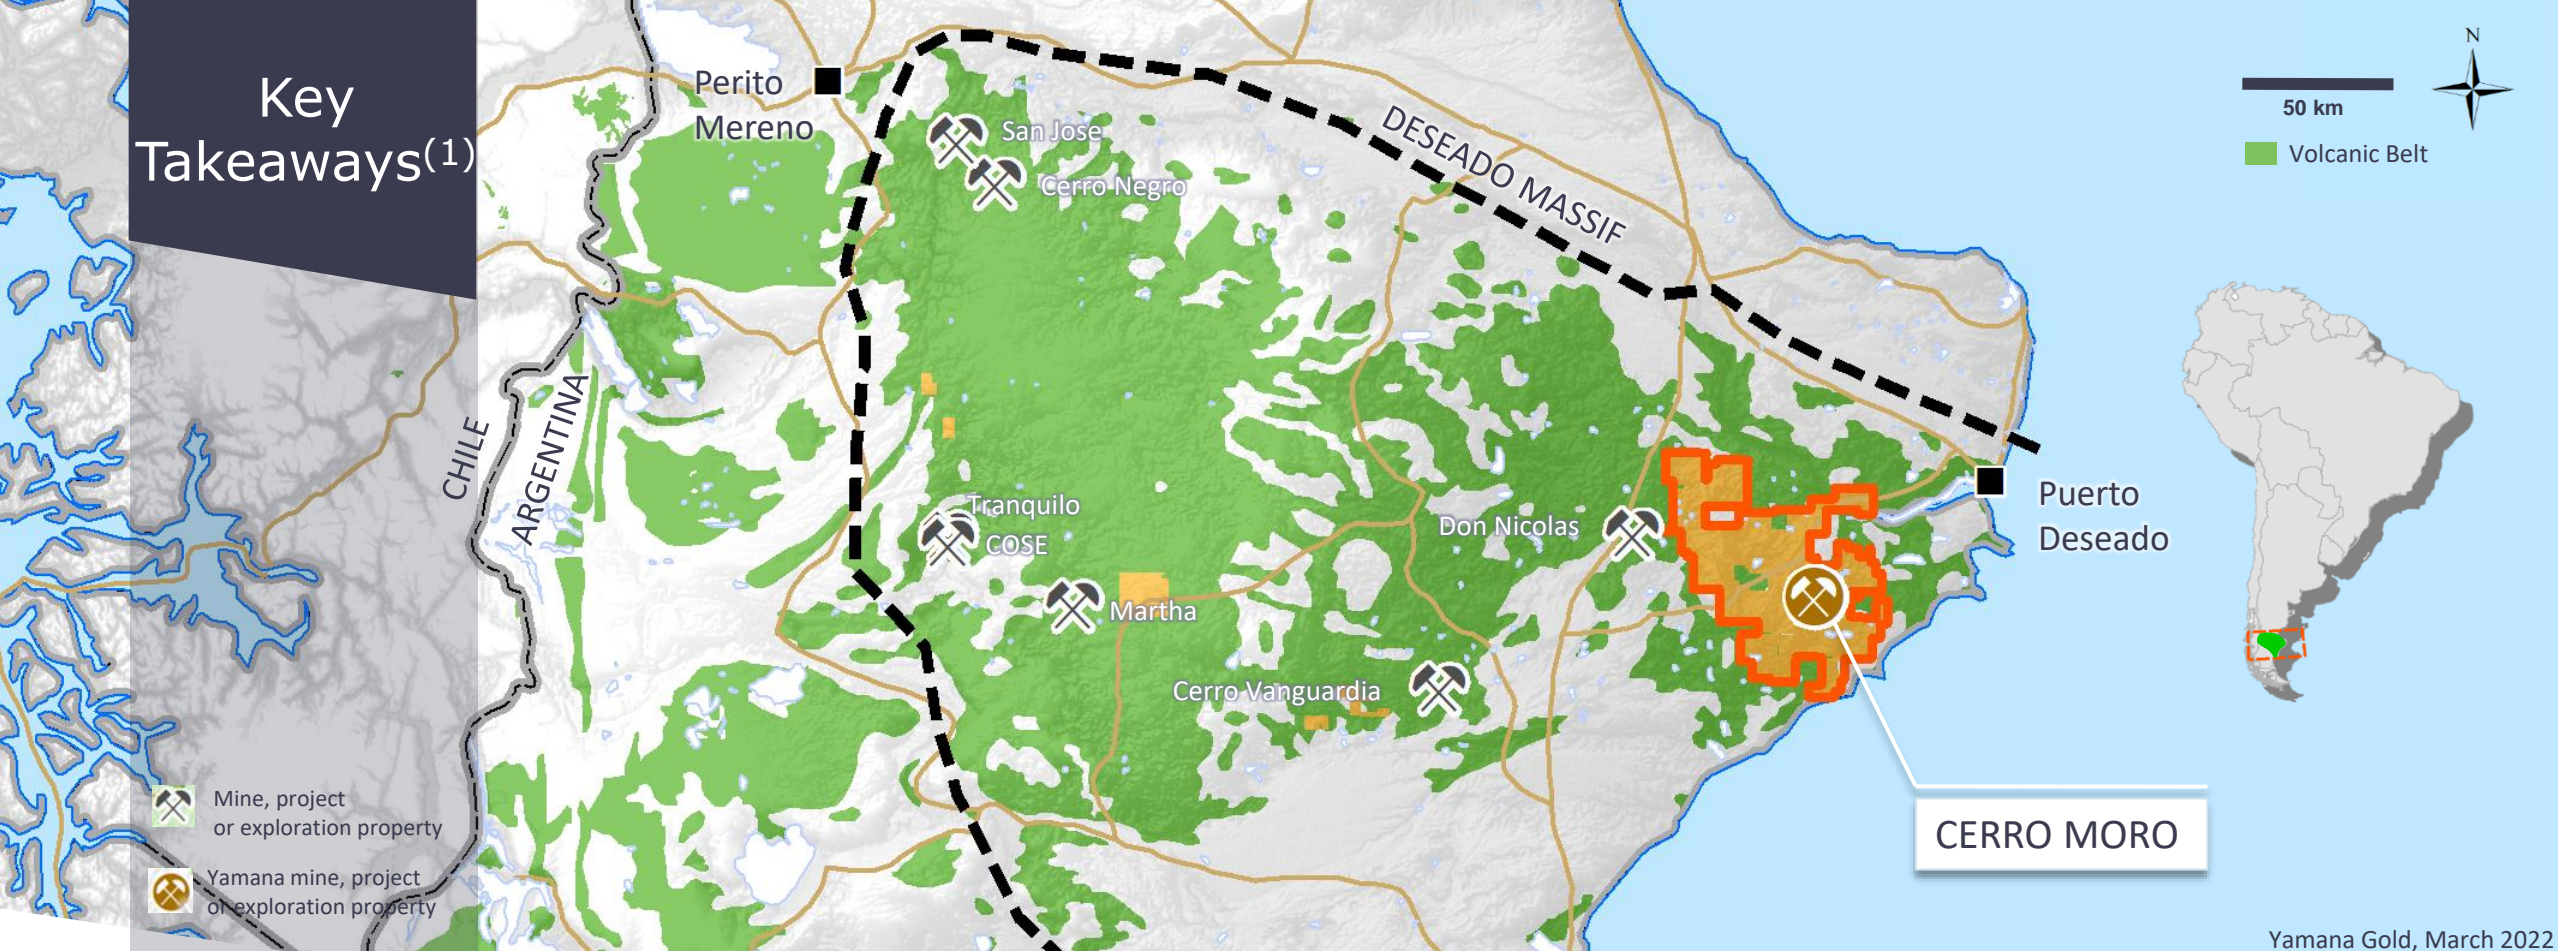 Key
Takeaways(1)
Perito
Mereno
San Jose
Cerro Negro
DESEADO MASSIF
N
50 km
Volcanic Belt
CHILE
ARGENTINA
Tranquilo
COSE
Martha
Don Nicolas
Cerro Vanguardia
Puerto
Deseado
CERRO MORO
Mine, project
or exploration property
Yamana mine, project
or exploration property
Yamana Gold, March 2022